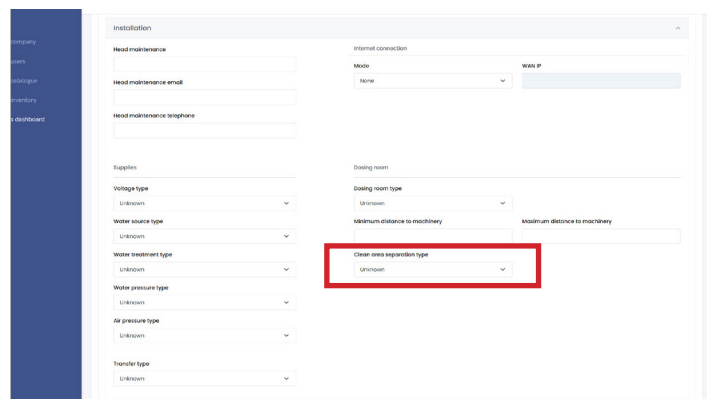 Installation
company
users
catalogue
inventory
s dashboard
Head maintenance
Head maintenance email
Head maintenance telephone
Internet connection
Mode
WAN IP
None
Supplies
Voltage type
Unknown
Water source type
Unknown
Water treatment type
Unknown
Water pressure type
Unknown
Air pressure type
Unknown
Transfer type
Unknown
Dosing room
Dosing room type
Unknown
Minimum distance to machinery
Maximum distance to machinery
Clean area separation type
Unknown